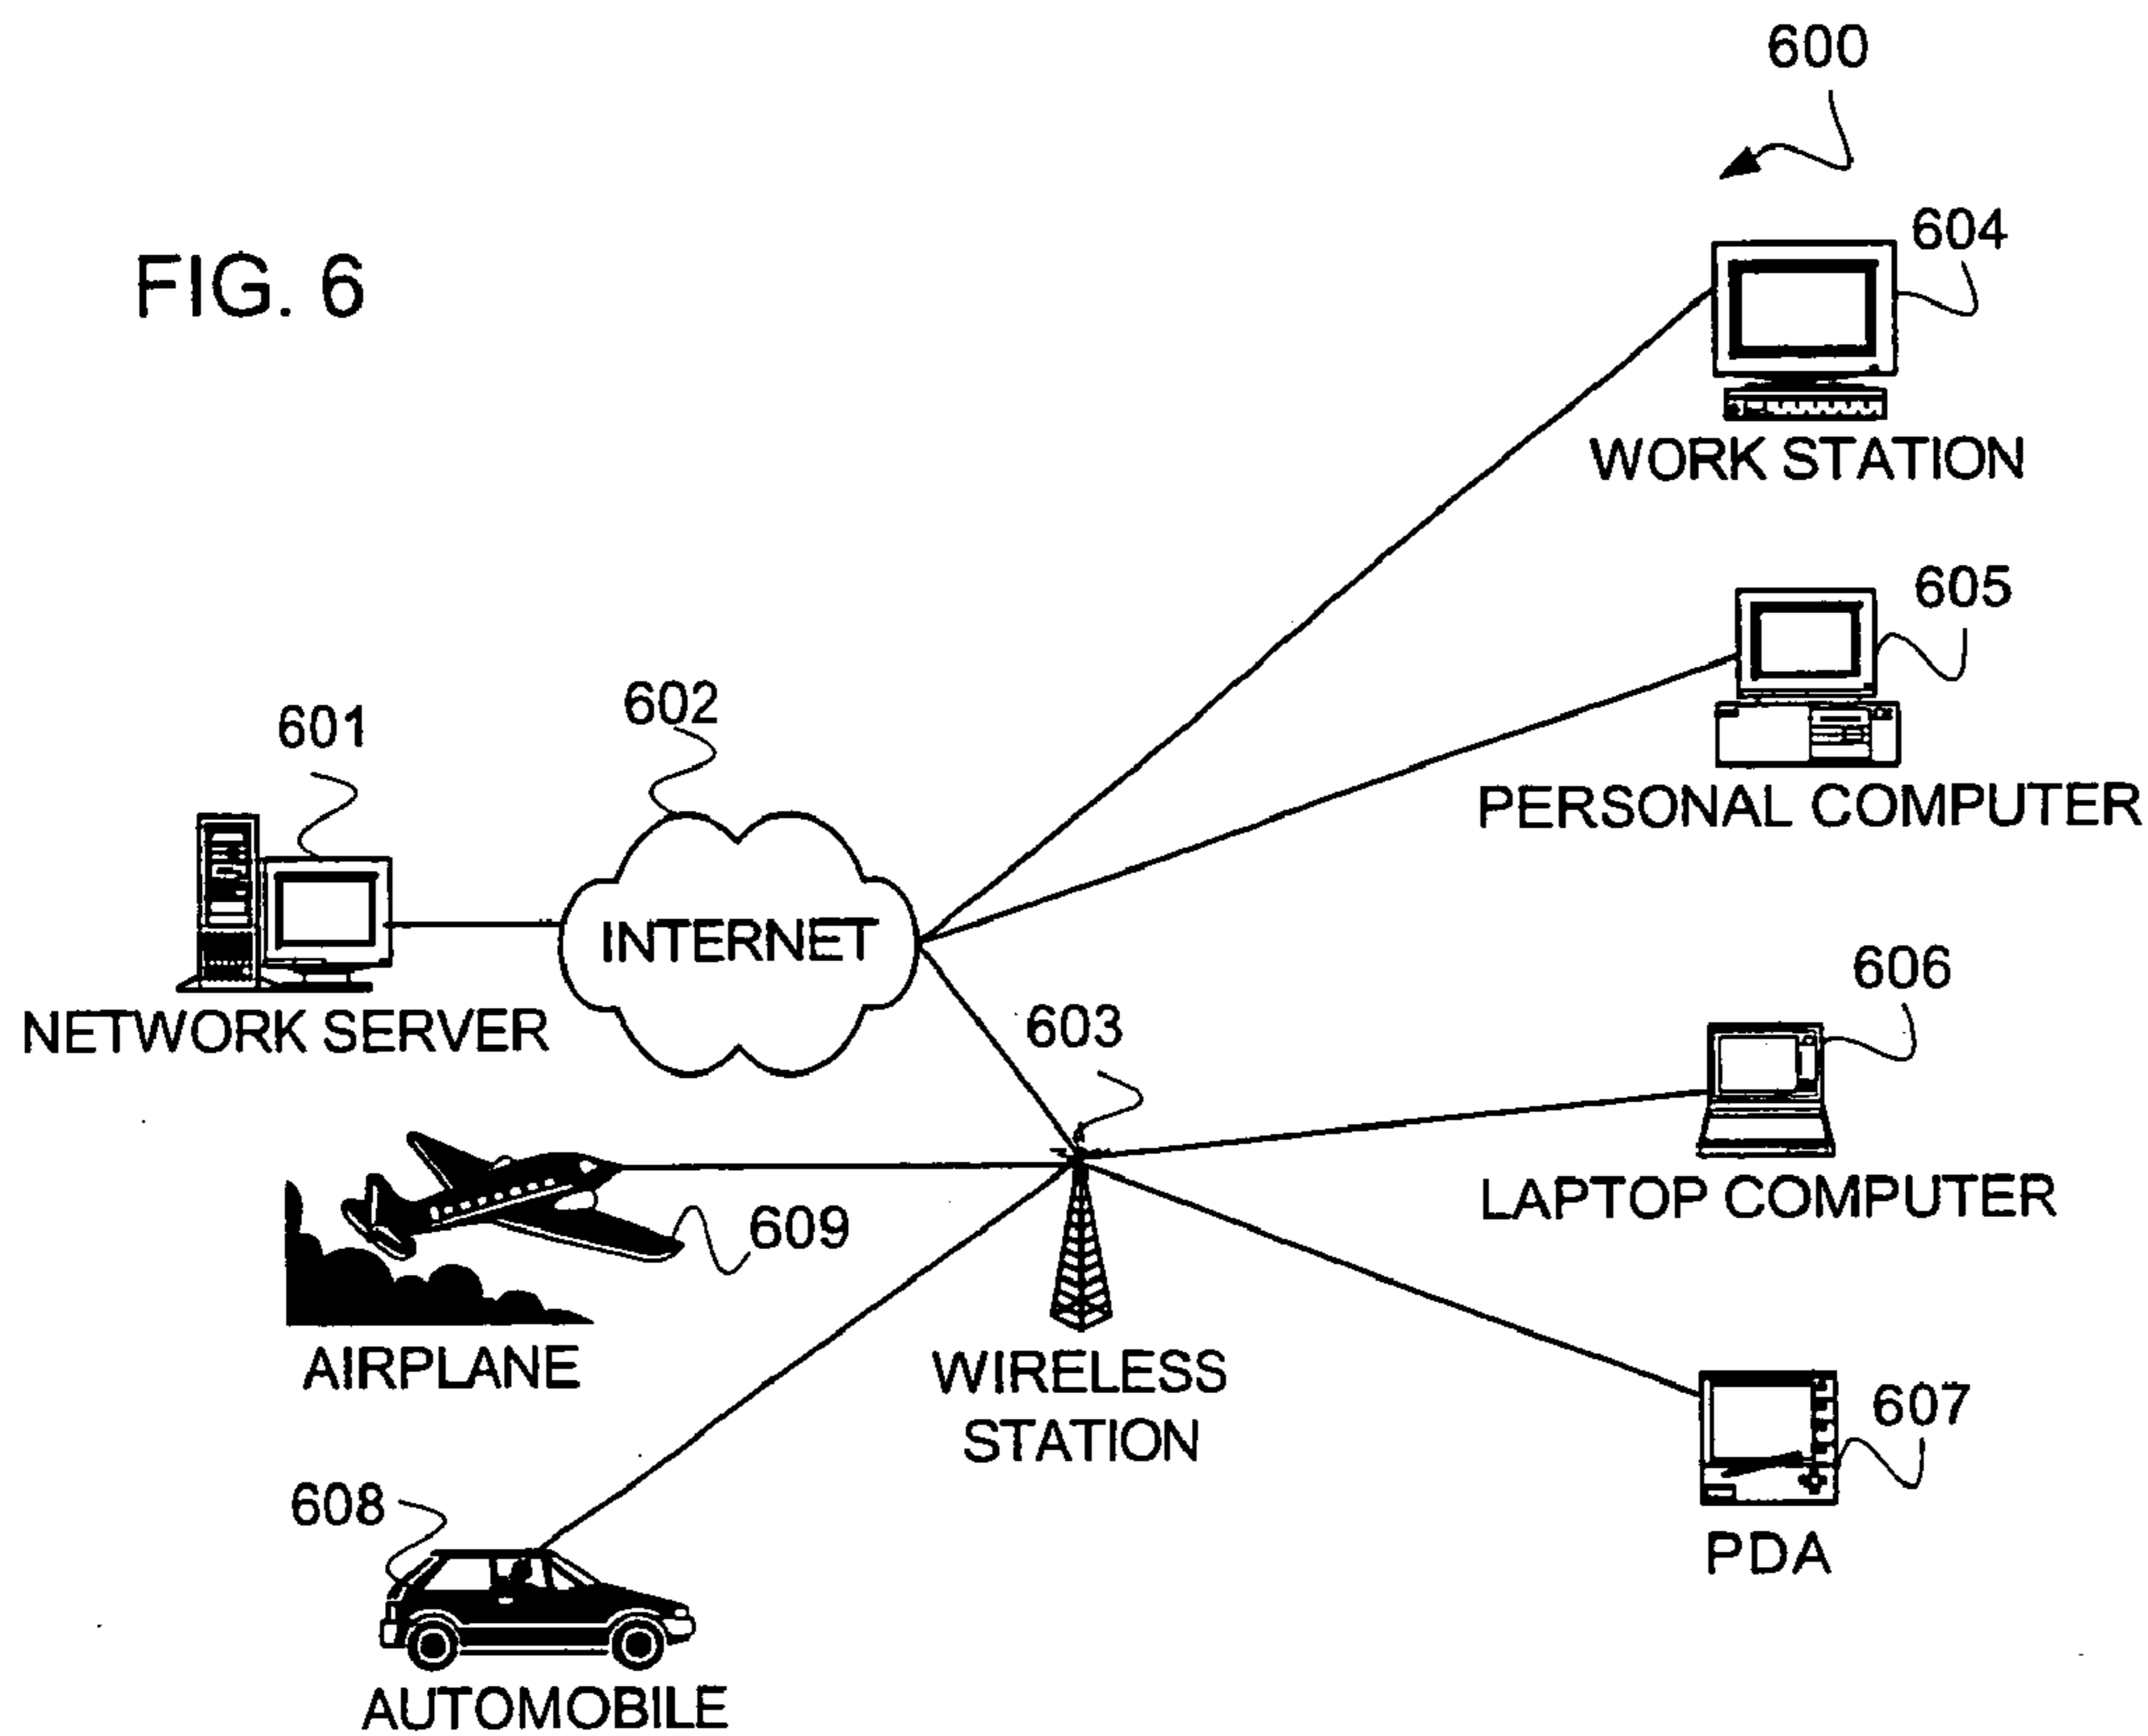 600
604
FIG. 6
WORK STATION
605
602
601
PERSONAL COMPUTER
INTERNET
606
603
NETWORK SERVER
LAPTOP COMPUTER
609
AIRPLANE
WIRELESS
STATION
607
608
PDA
AUTOMOBILE